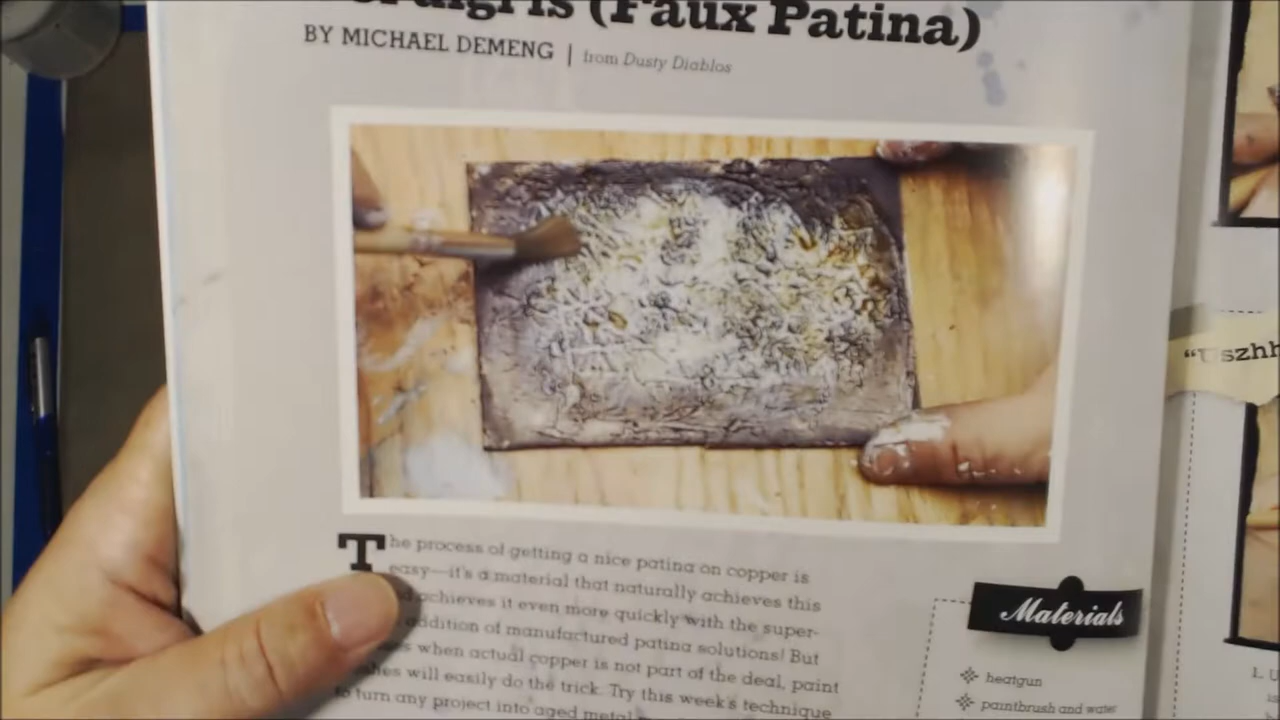 (Faux Patina)
BY MICHAEL DEMENG | from Dusty Diablos
The process of getting a nice patina on copper is
easy—it's a material that naturally achieves this
achieves it even more quickly with the super-
addition of manufactured patina solutions! But
when actual copper is not part of the deal, paint
will easily do the trick. Try this week's technique
to turn any project into aged metal
Materials
❖ heatgun
❖ paintbrush and water
1. U